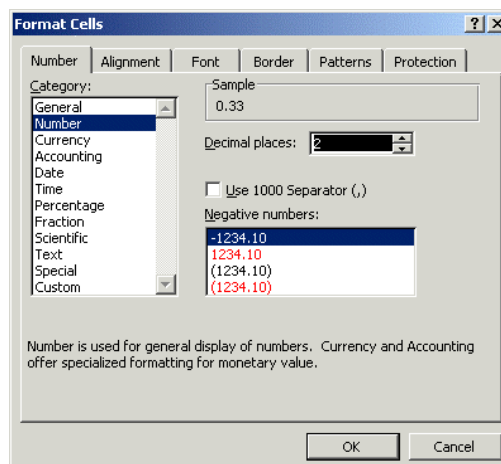 Format Cells
Number Alignment Font Border Patterns Protection
Category:
General
Number
Currency
Accounting
Date
Time
Percentage
Fraction
Scientific
Text
Special
Custom
Sample
0.33
Decimal places: 2
Use 1000 Separator (,)
Negative numbers:
-1234.10
1234.10
(1234.10)
(1234.10)
Number is used for general display of numbers.  Currency and Accounting
offer specialized formatting for monetary value.
OK Cancel